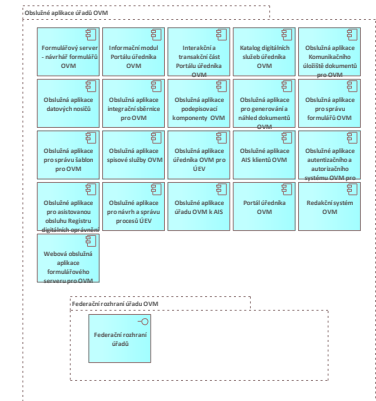 Obslužné aplikace úřadů OVM
Formulářový server
- návrhář formulářů
OVM
Informační modul
Portálu úředníka
OVM
Interakční a
transakční část
Portálu úředníka
OVM
Katalog digitálních
služeb úředníka
OVM
Obslužná aplikace
Komunikačního
úložiště dokumentů
pro OVM
Obslužná aplikace
datových nosičů
Obslužná aplikace
integrační sběrnice
pro OVM
Obslužná aplikace
podepisovací
komponenty OVM
Obslužná aplikace
pro generování a
náhled dokumentů
OVM
Obslužná aplikace
pro správu
formulářů OVM
Obslužná aplikace
pro správu šablon
pro OVM
Obslužná aplikace
spisové služby OVM
Obslužná aplikace
úředníka OVM pro
ÚEV
Obslužné aplikace
AIS klientů OVM
Obslužné aplikace
autentizačního a
autorizačního
systému OVM pro
Obslužné aplikace
pro asistovanou
obsluhu Registru
digitálních oprávnění
Obslužné aplikace
pro návrh a správu
procesů ÚEV
Obslužné aplikace
úřadu OVM k AIS
Portál úředníka
OVM
Redakční systém
OVM
Webová obslužná
aplikace
formulářového
serveru pro OVM
Federační rozhraní úřadu OVM
Federační rozhraní
úřadů